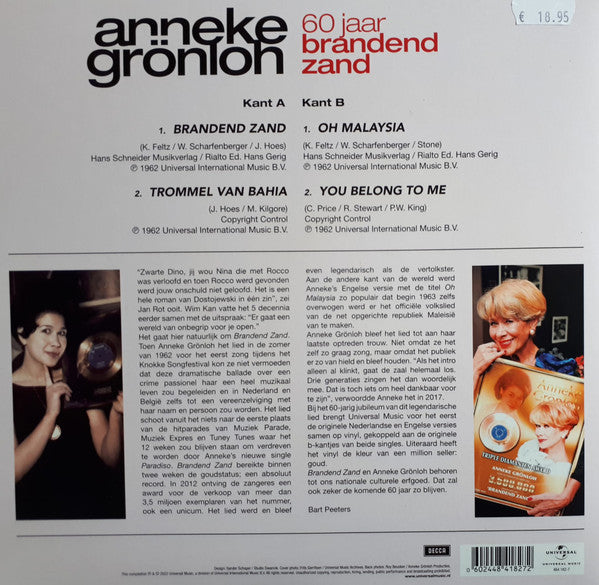 € 18.95
anneke
grönloh
60 jaar
brandend
zand
Kant A
1. BRANDEND ZAND
(K. Feltz / W. Scharfenberger / J. Hoes)
Hans Schneider Musikverlag / Rialto Ed. Hans Gerig
℗ 1962 Universal International Music B.V.
2. TROMMEL VAN BAHIA
(J. Hoes / M. Kilgore)
Copyright Control
℗ 1962 Universal International Music B.V.
Kant B
1. OH MALAYSIA
(K. Feltz / W. Scharfenberger / Stone)
Hans Schneider Musikverlag / Rialto Ed. Hans Gerig
℗ 1962 Universal International Music B.V.
2. YOU BELONG TO ME
(C. Price / R. Stewart / P.W. King)
Copyright Control
℗ 1962 Universal International Music B.V.
"Zwarte Dino, jij wou Nina die met Rocco
was verloofd en toen Rocco werd gevonden
werd jouw onschuld niet geloofd. Het is een
hele roman van Dostojewski in één zin", zei
Jan Rot ooit. Wim Kan vatte het 5 decennia
eerder samen met de uitspraak: "Er gaat een
wereld van onbegrip voor je open."
Het gaat hier natuurlijk om Brandend Zand.
Toen Anneke Grönloh het lied in de zomer
van 1962 voor het eerst zong tijdens het
Knokke Songfestival kon ze niet vermoeden
dat deze dramatische ballade over een
crime passionel haar een heel muzikaal
leven zou begeleiden en in Nederland en
België zelfs tot een vereenzelviging met
haar naam en persoon zou worden. Het lied
schoot vanuit het niets naar de eerste plaats
van de hitparades van Muziek Parade,
Muziek Expres en Tuney Tunes waar het
12 weken zou blijven staan om verdreven
te worden door Anneke's nieuwe single
Paradiso. Brandend Zand bereikte binnen
twee weken de goudstatus; een absoluut
record. In 2012 ontving de zangeres een
award voor de verkoop van meer dan
3,5 miljoen exemplaren van het nummer,
ook een unicum. Het lied werd en bleef
even legendarisch als de vertolkster.
Aan de andere kant van de wereld werd
Anneke's Engelse versie met de titel Oh
Malaysia zo populair dat begin 1963 zelfs
overwogen werd er het officiële volkslied
van de net opgerichte republiek Maleisië
van te maken.
Anneke Grönloh bleef het lied tot aan haar
laatste optreden trouw. Niet omdat ze het
zelf zo graag zong, maar omdat het publiek
er zo van hield en bleef houden. "Als het intro
alleen al klinkt, gaat de zaal helemaal los.
Drie generaties zingen het dan woordelijk
mee. Dat is toch iets om heel dankbaar voor
te zijn", verwoordde Anneke het in 2017.
Bij het 60-jarig jubileum van dit legendarische
lied brengt Universal Music voor het eerst
de originele Nederlandse en Engelse versies
samen op vinyl, gekoppeld aan de originele
b-kantjes van beide singles. Uiteraard heeft
het vinyl de kleur van een million seller:
goud.
Brandend Zand en Anneke Grönloh behoren
tot ons nationale culturele erfgoed. Dat zal
ook zeker de komende 60 jaar zo blijven.
Bart Peeters
Anneke
Grönloh
TRIPLE DIAMANTEN
ANNEKE GRÖNLOH
3.500.000
"BRANDEND ZAND"
DECCA
UNIVERSAL
0 602448 418272